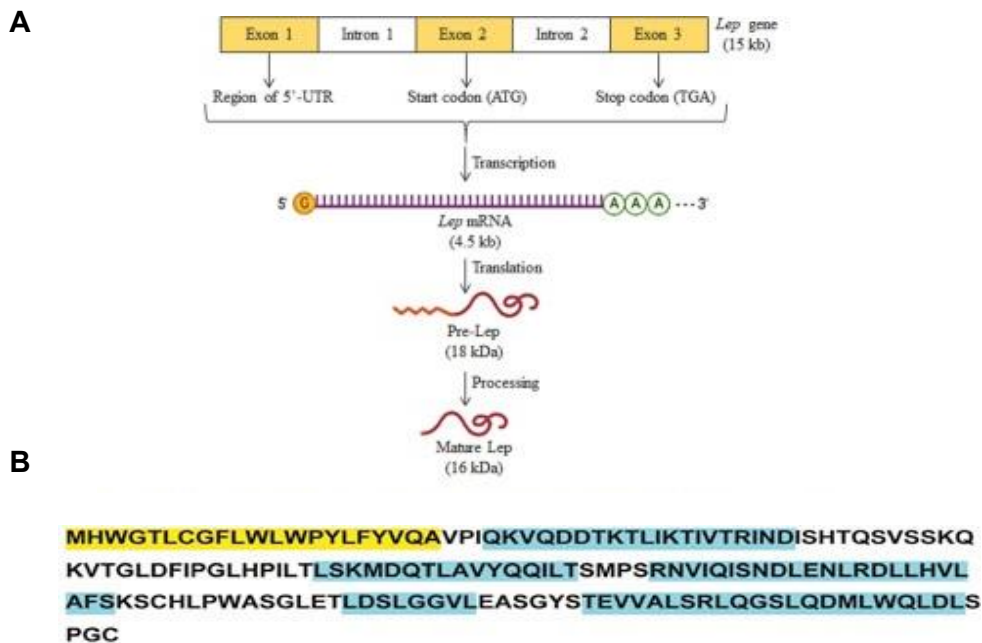 A
Exon 1 Intron 1 Exon 2 Intron 2 Exon 3 Lep gene
(15 kb)
Region of 5’-UTR Start codon (ATG) Stop codon (TGA)
Transcription
5' G A A A ---3'
Lep mRNA
(4.5 kb)
Translation
Pre-Lep
(18 kDa)
Processing
Mature Lep
(16 kDa)
B
MHWGTLCGFLWLWPYLFYVQAVPIQKVQDDTKTLIKTIVTRINDISHTQSVSSKQ
KVTGLDFIPGLHPILTLSKMDQTLAVYQQILTSMPSRNVIQISNDLENLRDLLHVL
AFSKSCHLPWASGLETLDSLGGVLEASGYSTEVVALSRLQGSLQDMLWQLDLS
PGC